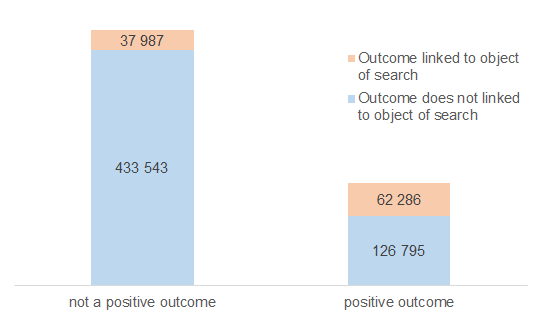 37 987
433 543
Outcome linked to object
of search
Outcome does not linked
to object of search
62 286
126 795
not a positive outcome
positive outcome